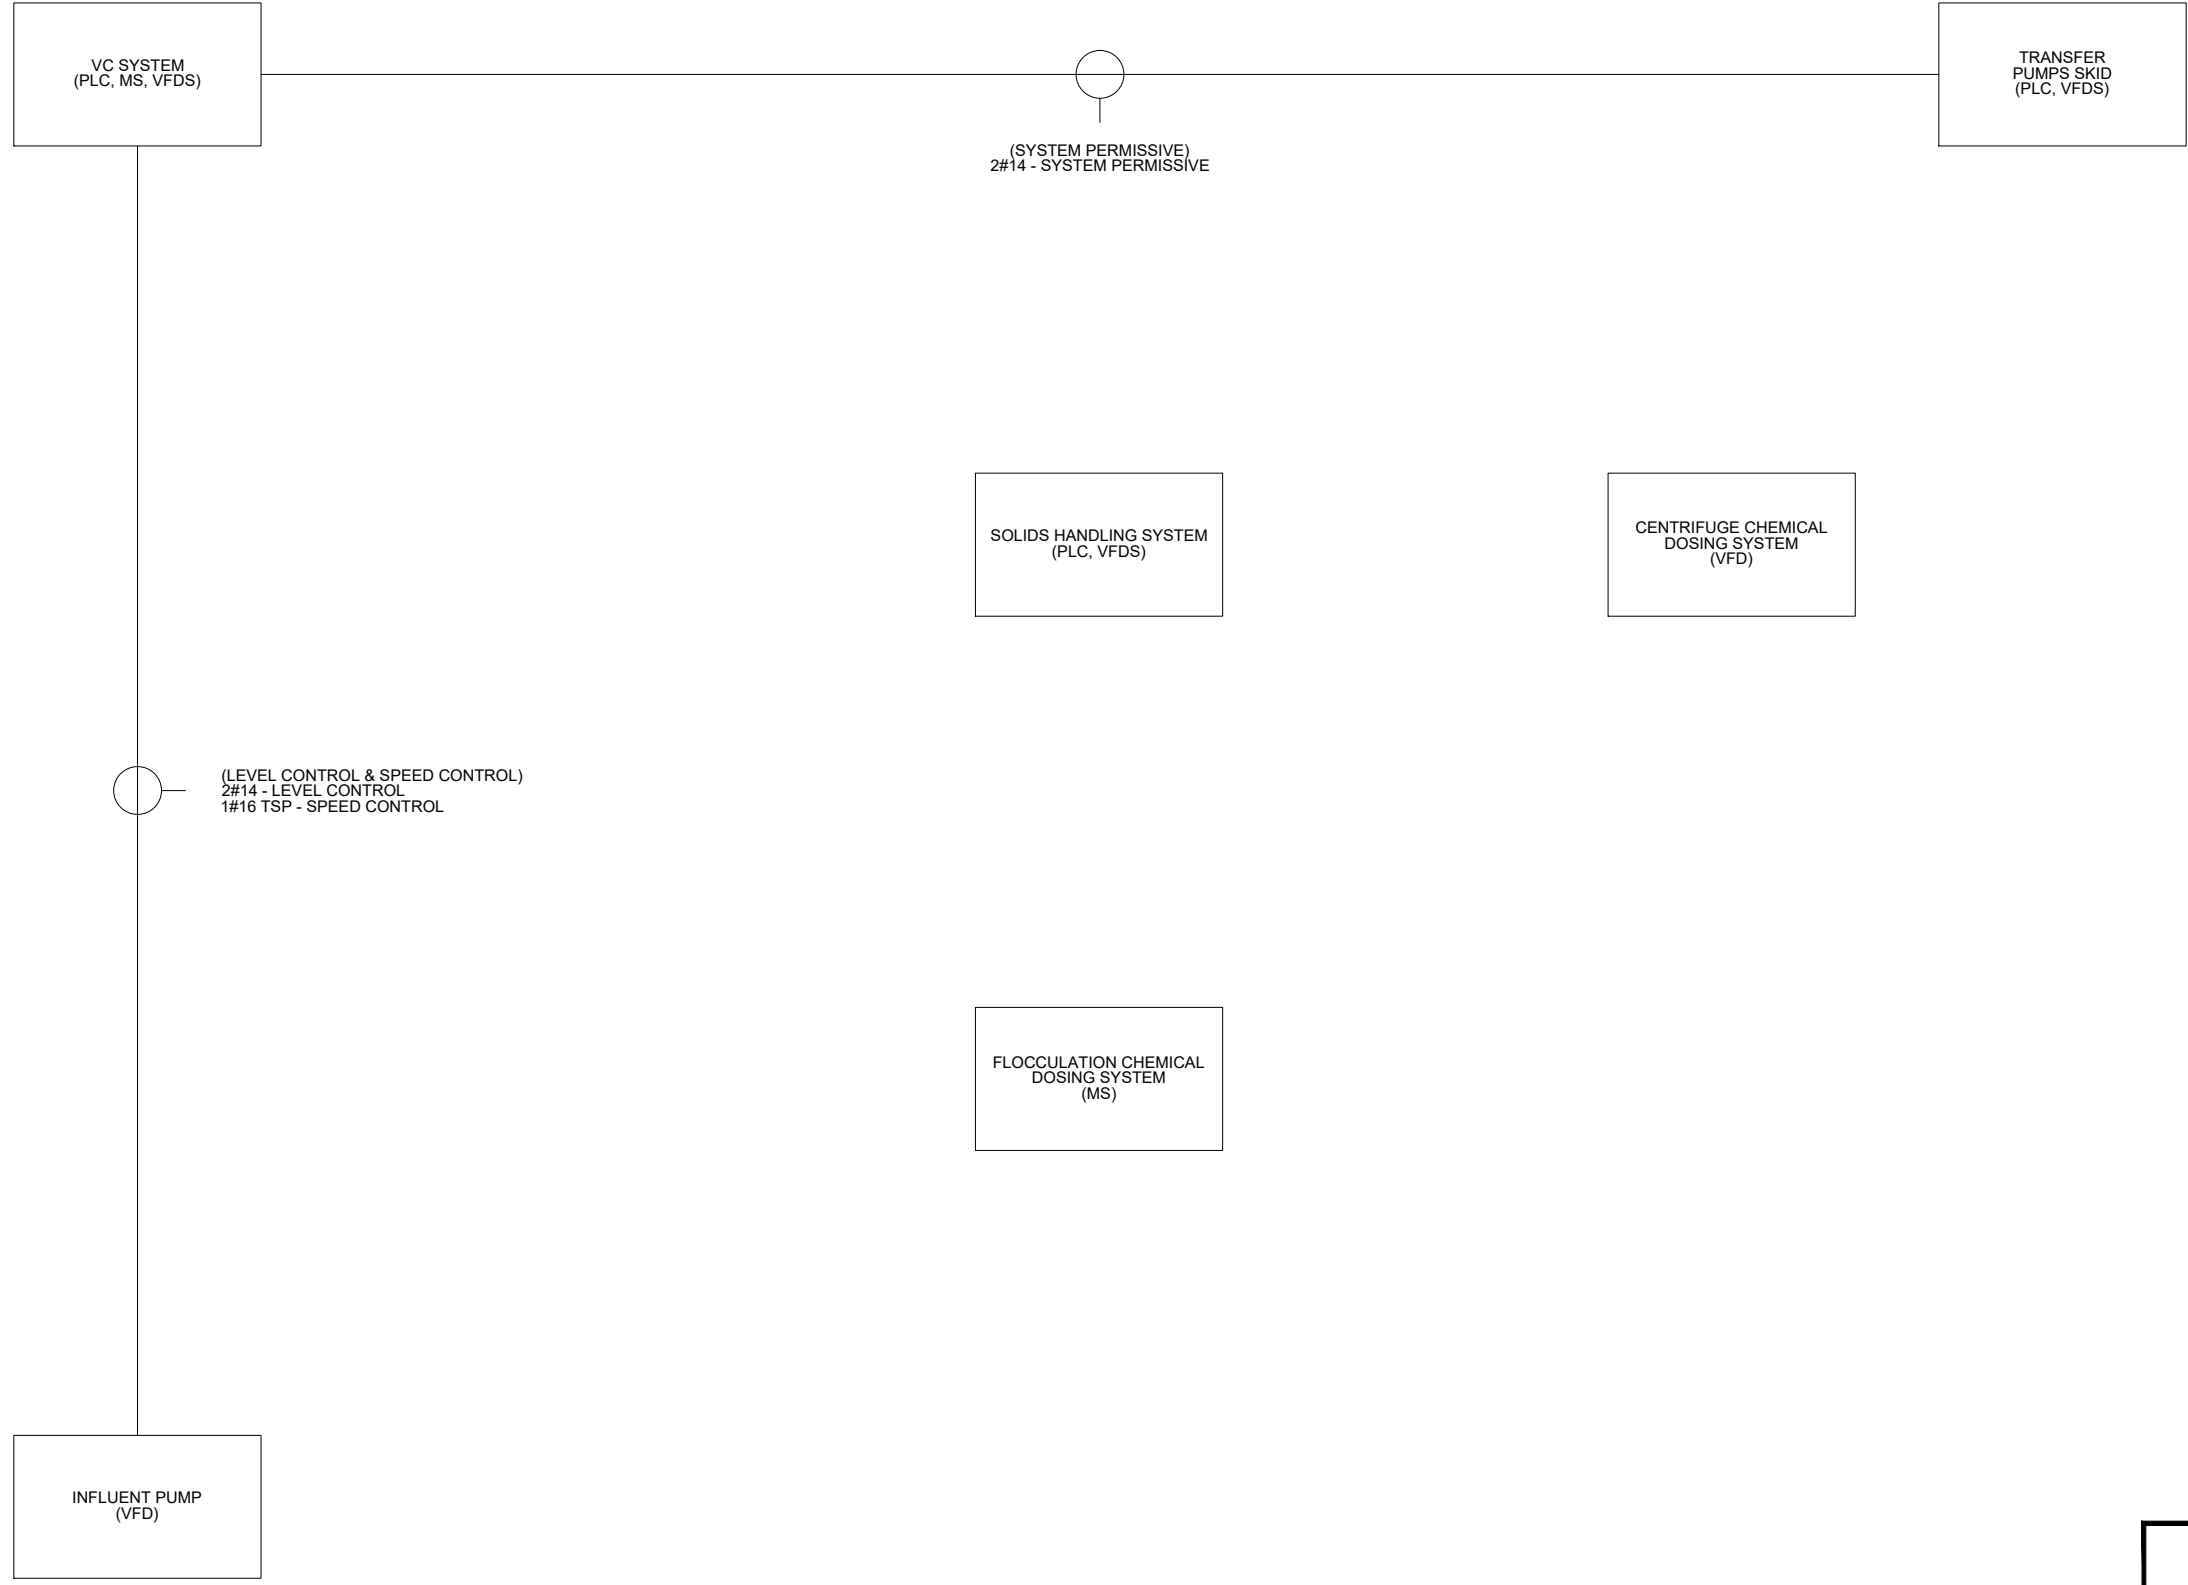 VC SYSTEM
(PLC, MS, VFDS)
TRANSFER
PUMPS SKID
(PLC, VFDS)
(SYSTEM PERMISSIVE)
2#14 - SYSTEM PERMISSIVE
SOLIDS HANDLING SYSTEM
(PLC, VFDS)
CENTRIFUGE CHEMICAL
DOSING SYSTEM
(VFD)
(LEVEL CONTROL & SPEED CONTROL)
2#14 - LEVEL CONTROL
1#16 TSP - SPEED CONTROL
FLOCCULATION CHEMICAL
DOSING SYSTEM
(MS)
INFLUENT PUMP
(VFD)